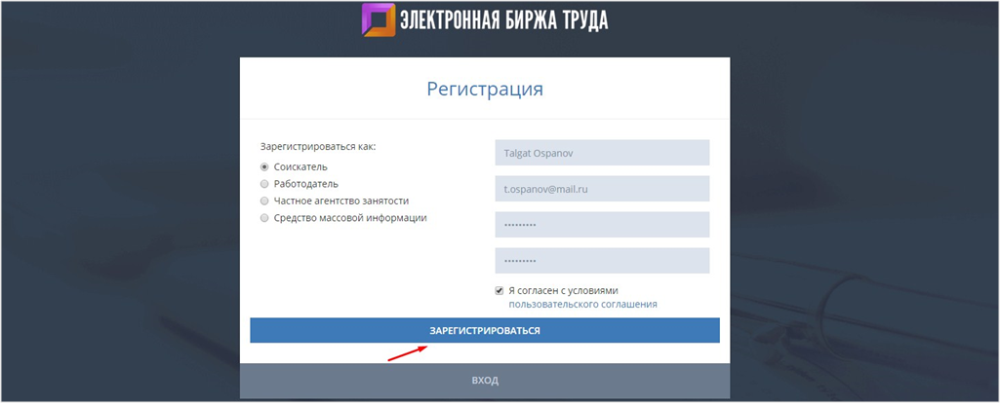 ЭЛЕКТРОННАЯ БИРЖА ТРУДА
Регистрация
Зарегистрироваться как:
Соискатель
Работодатель
Частное агентство занятости
Средство массовой информации
Talgat Ospanov
t.ospanov@mail.ru
•••••••••
•••••••••
Я согласен с условиями
пользовательского соглашения
ЗАРЕГИСТРИРОВАТЬСЯ
ВХОД